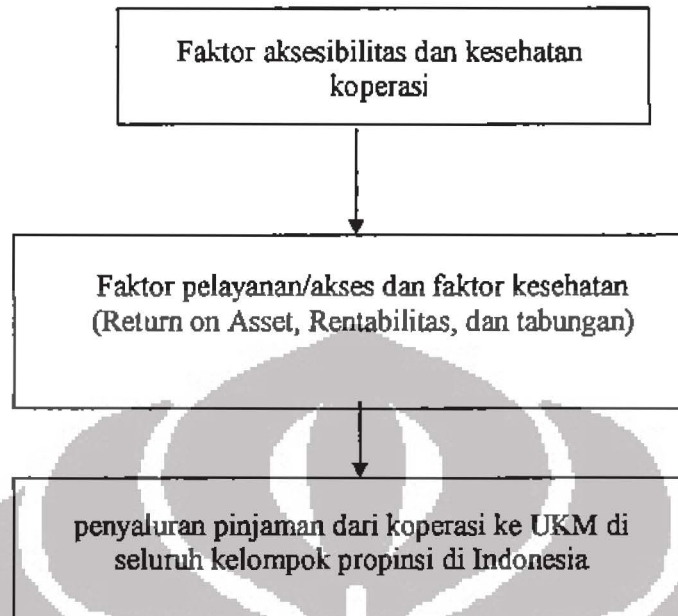 Faktor aksesibilitas dan kesehatan
koperasi
Faktor pelayanan/akses dan faktor kesehatan
(Return on Asset, Rentabilitas, dan tabungan)
penyaluran pinjaman dari koperasi ke UKM di
seluruh kelompok propinsi di Indonesia